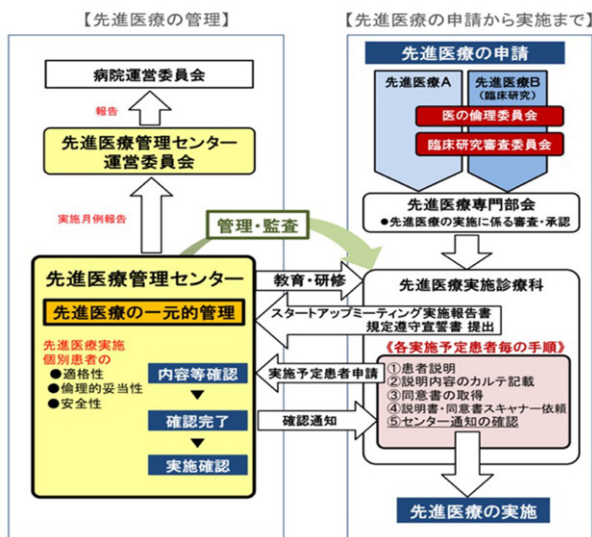 【先進医療の管理】
病院運営委員会
報告
先進医療管理センター
運営委員会
実施月例報告
管理・監査
先進医療管理センター
先進医療の一元的管理
先進医療実施
個別患者の
●適格性
●倫理的妥当性
●安全性
内容等確認
確認完了
実施確認
教育・研修
スタートアップミーティング実施報告書
規定遵守宣誓書 提出
実施予定患者申請
確認通知
【先進医療の申請から実施まで】
先進医療の申請
先進医療A
先進医療B
(臨床研究)
医の倫理委員会
臨床研究審査委員会
先進医療専門部会
●先進医療の実施に係る審査・承認
先進医療実施診療科
《各実施予定患者毎の手順》
①患者説明
②説明内容のカルテ記載
③同意書の取得
④説明書・同意書スキャナー依頼
⑤センター通知の確認
先進医療の実施